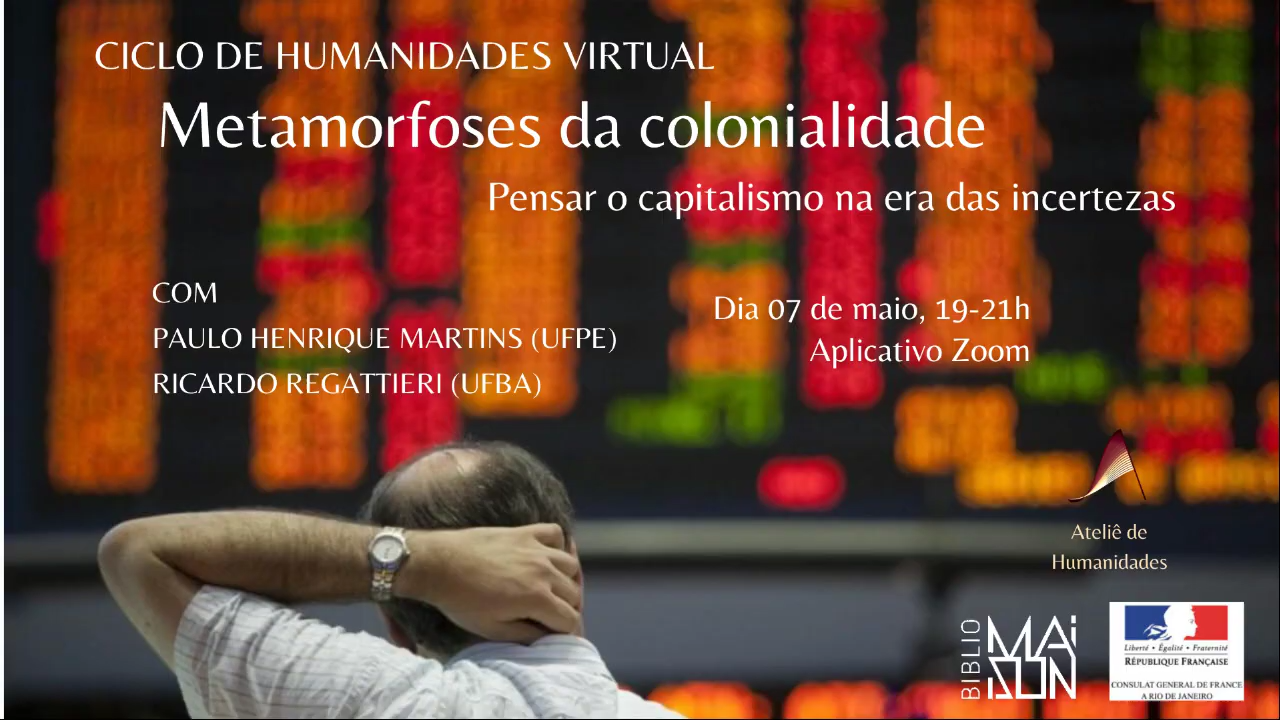 CICLO DE HUMANIDADES VIRTUAL
Metamorfoses da colonialidade
Pensar o capitalismo na era das incertezas
COM
PAULO HENRIQUE MARTINS (UFPE)
RICARDO REGATTIERI (UFBA)
Dia 07 de maio, 19-21h
Aplicativo Zoom
Ateliê de
Humanidades
BIBLIO
MAiSON
Liberté • Égalité • Fraternité
RÉPUBLIQUE FRANÇAISE
CONSULAT GENERAL DE FRANCE
A RIO DE JANEIRO